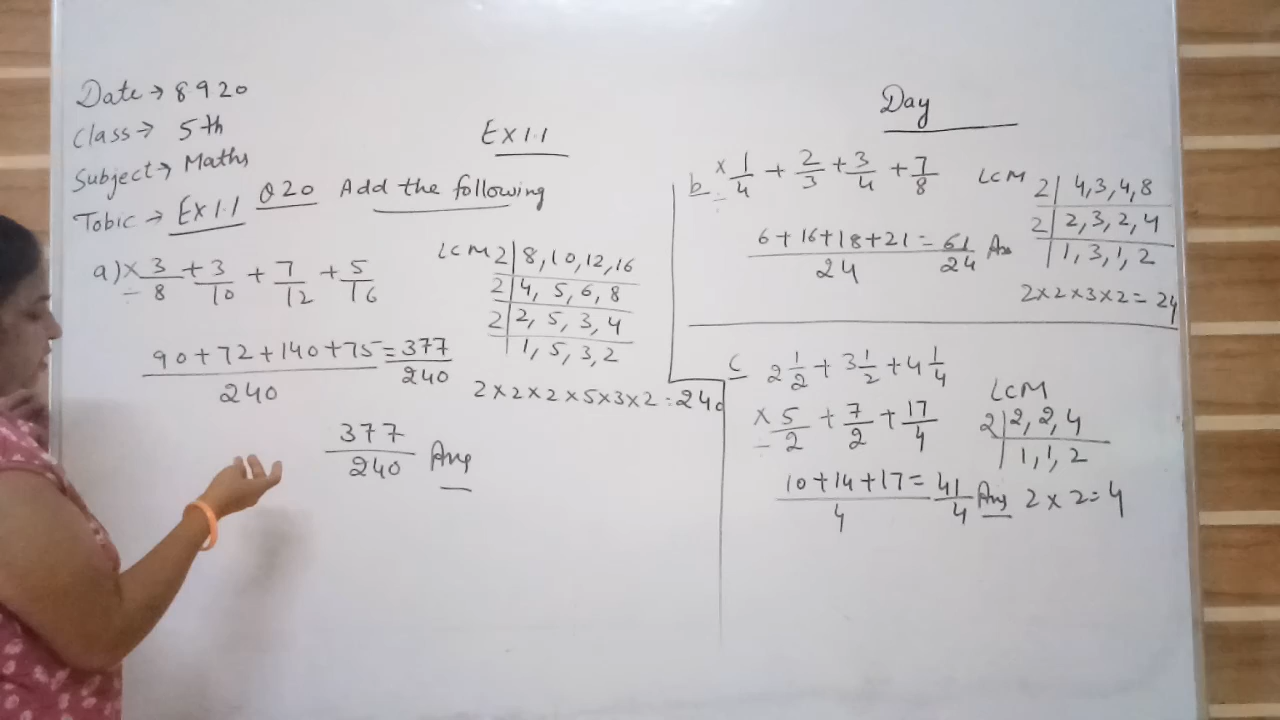 Date → 8 9 20
Class → 5th
Subject → Maths
Tobic → Ex 1.1 Q20 Add the following
Ex 1.1
Day
a) × 3/8 + 3/10 + 7/12 + 5/16
÷
LCM 2 | 8, 10, 12, 16
2 | 4, 5, 6, 8
2 | 2, 5, 3, 4
1, 5, 3, 2
2 × 2 × 2 × 5 × 3 × 2 = 240
90 + 72 + 140 + 75 / 240 = 377/240
377/240 Ans
b × 1/4 + 2/3 + 3/4 + 7/8
÷
LCM 2 | 4, 3, 4, 8
2 | 2, 3, 2, 4
1, 3, 1, 2
2 × 2 × 3 × 2 = 24
6 + 16 + 18 + 21 / 24 = 61/24 Ans
C 2 1/2 + 3 1/2 + 4 1/4
× 5/2 + 7/2 + 17/4
÷
LCM
2 | 2, 2, 4
1, 1, 2
2 × 2 = 4
10 + 14 + 17 / 4 = 41/4 Ans